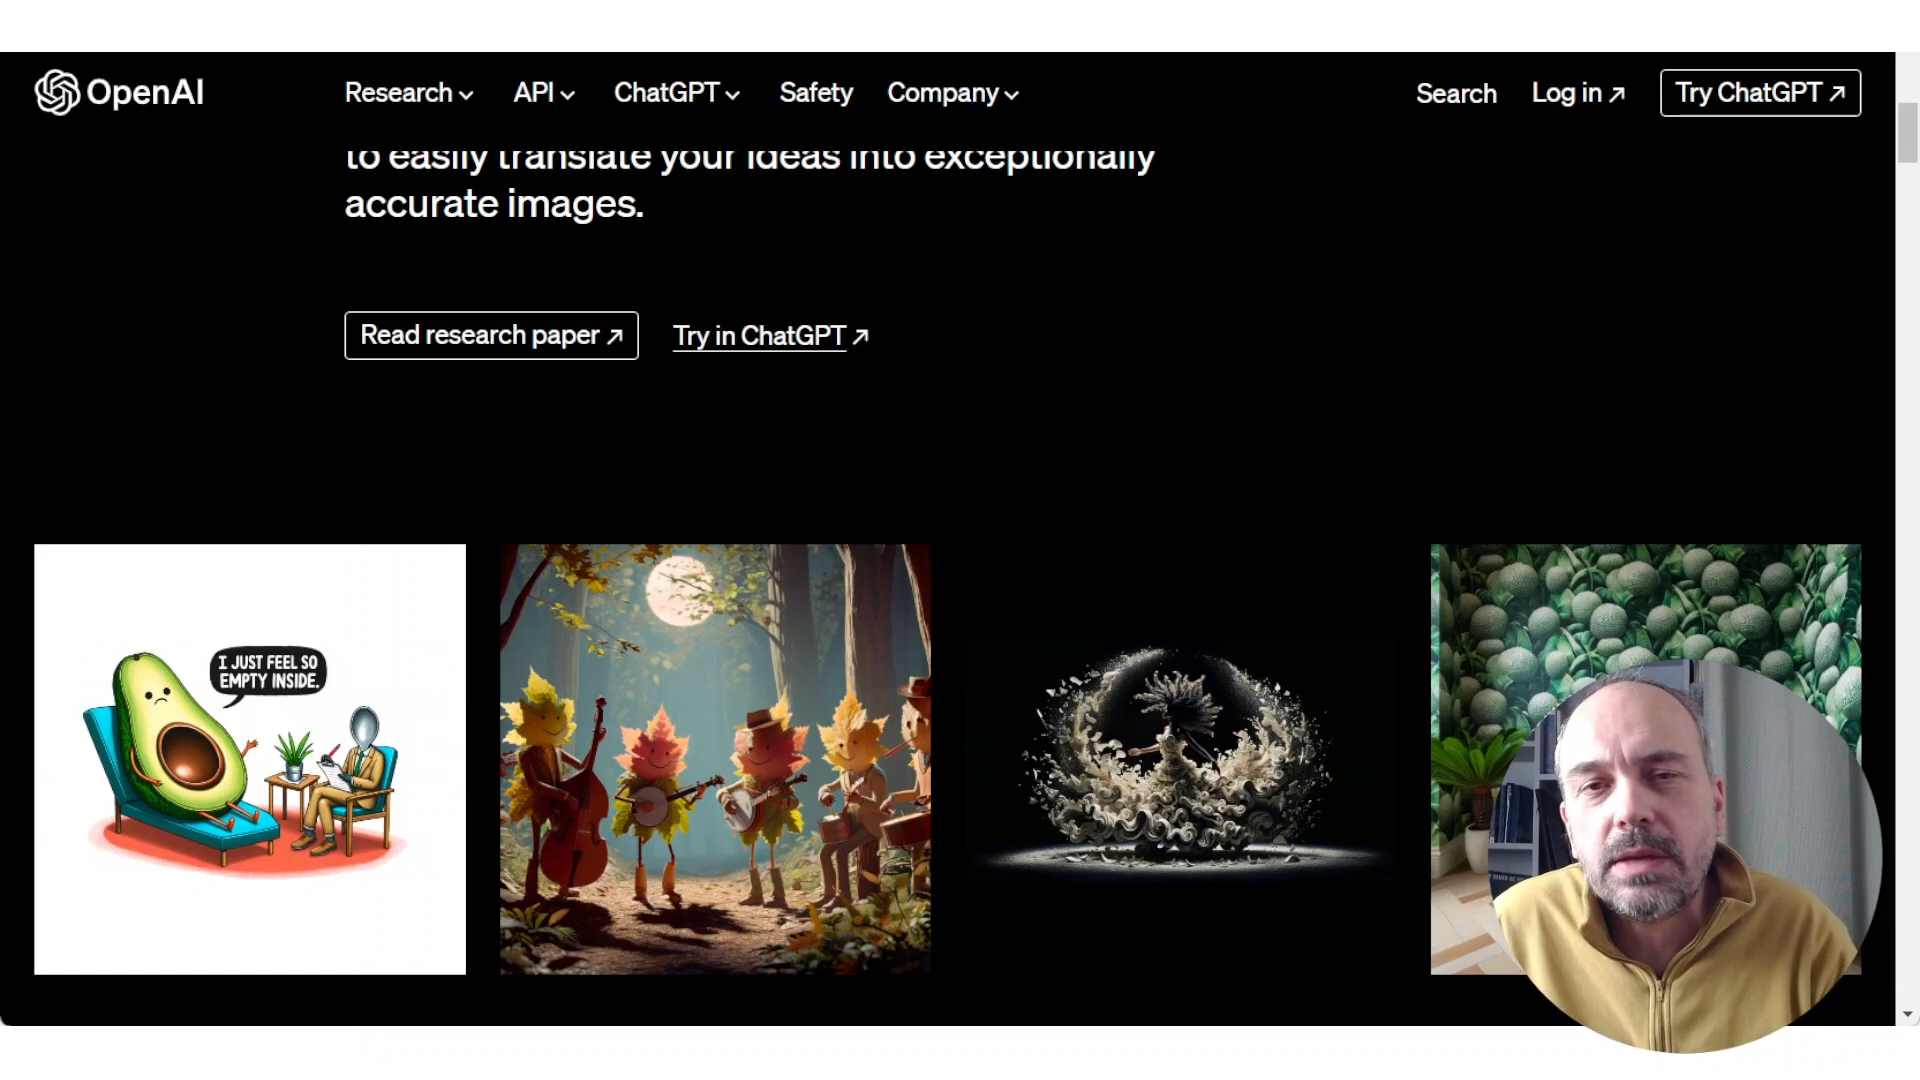 OpenAI
Research
API
ChatGPT
Safety
Company
Search
Log in ↗
Try ChatGPT ↗
to easily translate your ideas into exceptionally
accurate images.
Read research paper ↗
Try in ChatGPT ↗
I JUST FEEL SO
EMPTY INSIDE.